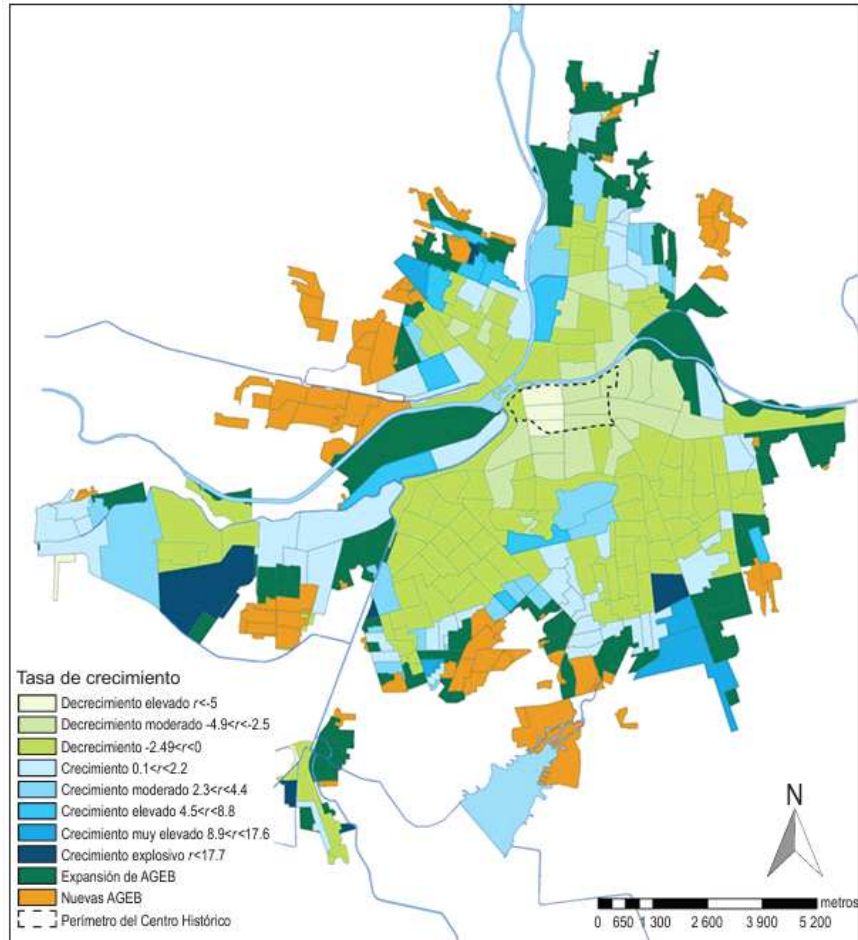 Tasa de crecimiento
Decrecimiento elevado r<-5
Decrecimiento moderado -4.9<r<-2.5
Decrecimiento -2.49<r<0
Crecimiento 0.1<r<2.2
Crecimiento moderado 2.3<r<4.4
Crecimiento elevado 4.5<r<8.8
Crecimiento muy elevado 8.9<r<17.6
Crecimiento explosivo r<17.7
Expansión de AGEB
Nuevas AGEB
Perímetro del Centro Histórico
N
metros
0 650 1 300 2 600 3 900 5 200